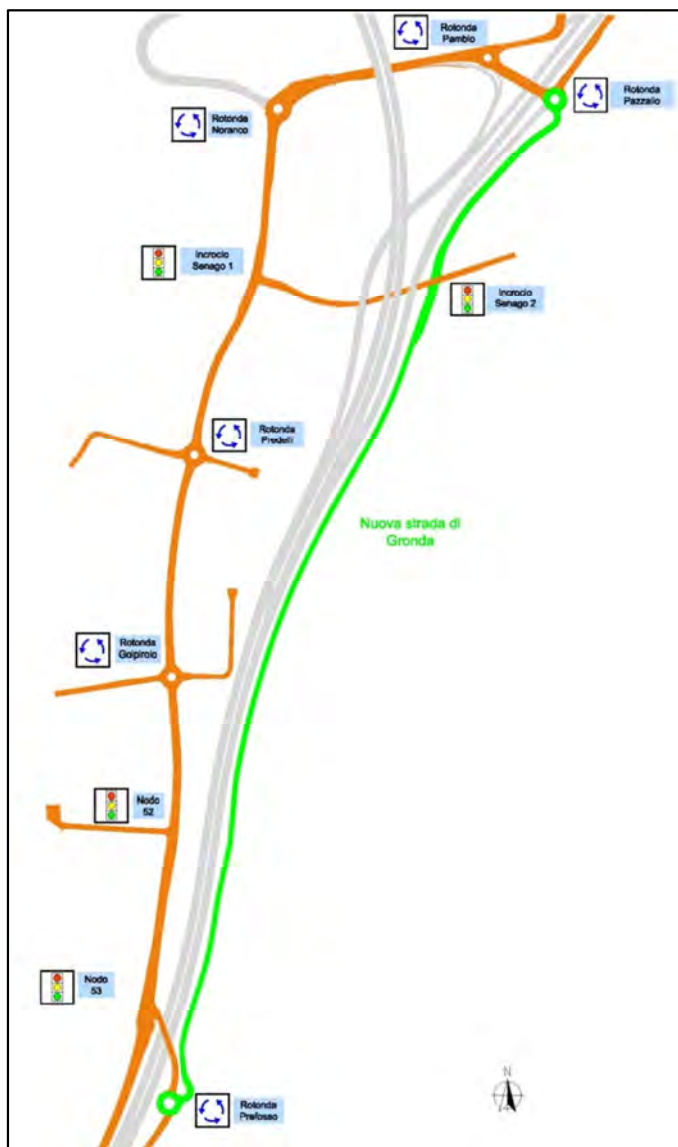 Rotonda
Pambio
Rotonda
Pazzallo
Rotonda
Noranco
Incrocio
Senago 1
Incrocio
Senago 2
Rotonda
Predelli
Nuova strada di
Gronda
Rotonda
Golpiroio
Nodo
52
Nodo
53
N
Rotonda
Prafosso